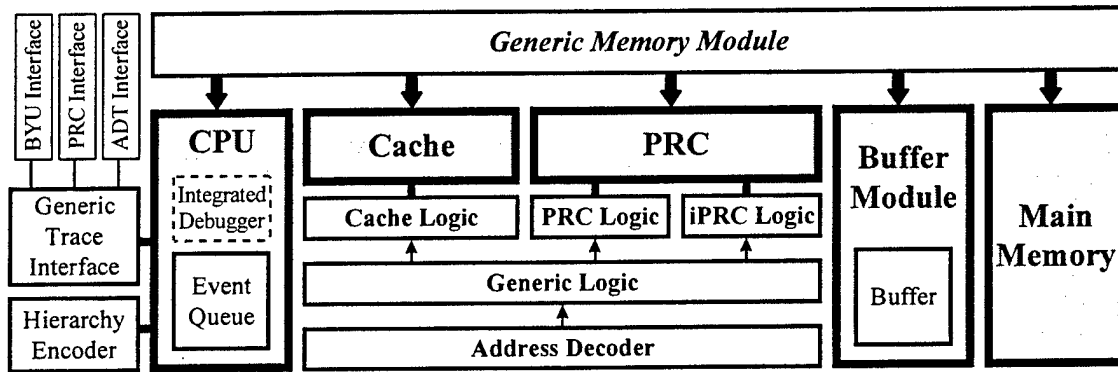 BYU Interface
PRC Interface
ADT Interface
Generic Memory Module
CPU
Cache
PRC
Buffer
Module
Main
Memory
Integrated
Debugger
Event
Queue
Generic
Trace
Interface
Hierarchy
Encoder
Cache Logic
PRC Logic
iPRC Logic
Generic Logic
Address Decoder
Buffer